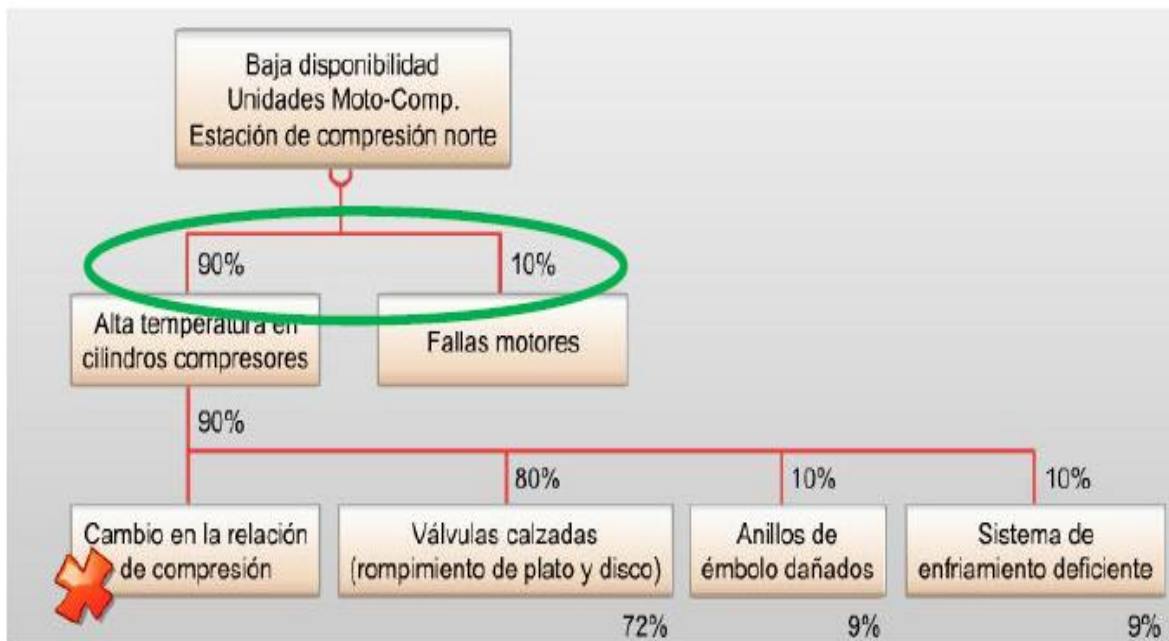 Baja disponibilidad
Unidades Moto-Comp.
Estación de compresión norte
90%
10%
Alta temperatura en
cilindros compresores
Fallas motores
90%
80%
10%
10%
Cambio en la relación
de compresión
Válvulas calzadas
(rompimiento de plato y disco)
Anillos de
émbolo dañados
Sistema de
enfriamiento deficiente
72%
9%
9%